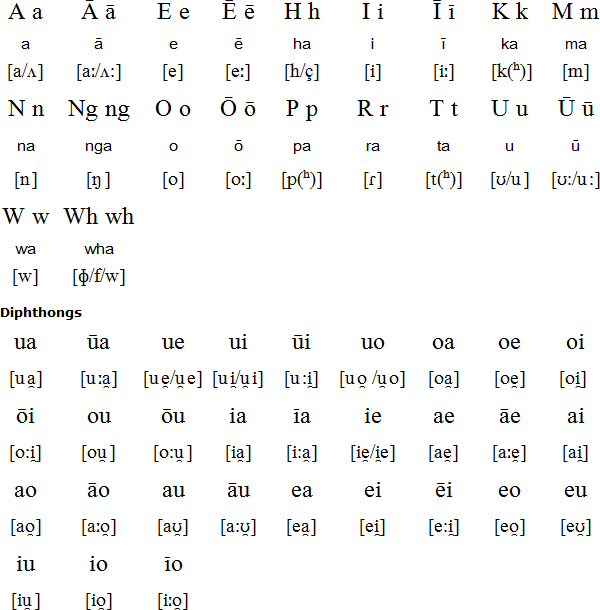 A a Ā ā E e Ē ē H h I i Ī ī K k M m
a ā e ē ha i ī ka ma
[a/ʌ] [aː/ʌː] [e] [eː] [h/ç] [i] [iː] [k(ʰ)] [m]
N n Ng ng O o Ō ō P p R r T t U u Ū ū
na nga o ō pa ra ta u ū
[n] [ŋ] [o] [oː] [p(ʰ)] [ɾ] [t(ʰ)] [ʊ/u] [ʊː/uː]
W w Wh wh
wa wha
[w] [ɸ/f/w]
Diphthongs
ua ūa ue ui ūi uo oa oe oi
[ua̯] [uːa̯] [ue̯/u̯e] [ui̯/u̯i] [uːi̯] [uo̯/u̯o] [oa̯] [oe̯] [oi̯]
ōi ou ōu ia īa ie ae āe ai
[oːi̯] [ou̯] [oːu̯] [ia̯] [iːa̯] [ie̯/i̯e] [ae̯] [aːe̯] [ai̯]
ao āo au āu ea ei ēi eo eu
[ao̯] [aːo̯] [aʊ̯] [aːʊ̯] [ea̯] [ei̯] [eːi̯] [eo̯] [eʊ̯]
iu io īo
[iu̯] [io̯] [iːo̯]